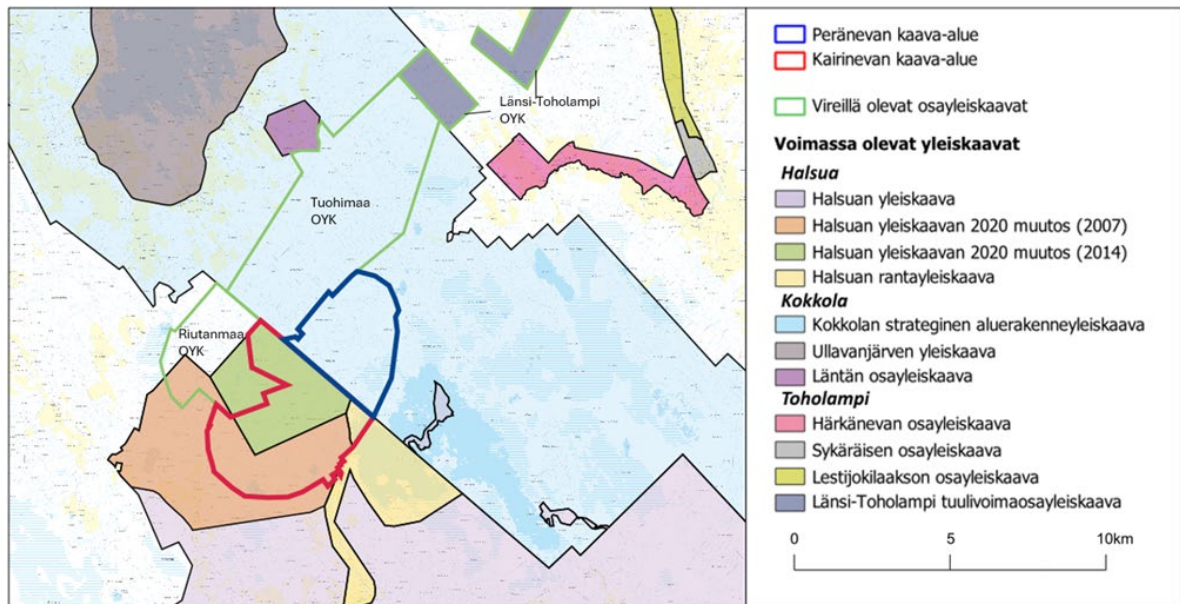 Länsi-Toholampi
OYK
Tuohimaa
OYK
Riutanmaa
OYK
Peränevan kaava-alue
Kairinevan kaava-alue
Vireillä olevat osayleiskaavat
Voimassa olevat yleiskaavat
Halsua
Halsuan yleiskaava
Halsuan yleiskaavan 2020 muutos (2007)
Halsuan yleiskaavan 2020 muutos (2014)
Halsuan rantayleiskaava
Kokkola
Kokkolan strateginen aluerakenneyleiskaava
Ullavanjärven yleiskaava
Läntän osayleiskaava
Toholampi
Härkänevan osayleiskaava
Sykäräisen osayleiskaava
Lestijokilaakson osayleiskaava
Länsi-Toholampi tuulivoimaosayleiskaava
0 5 10km